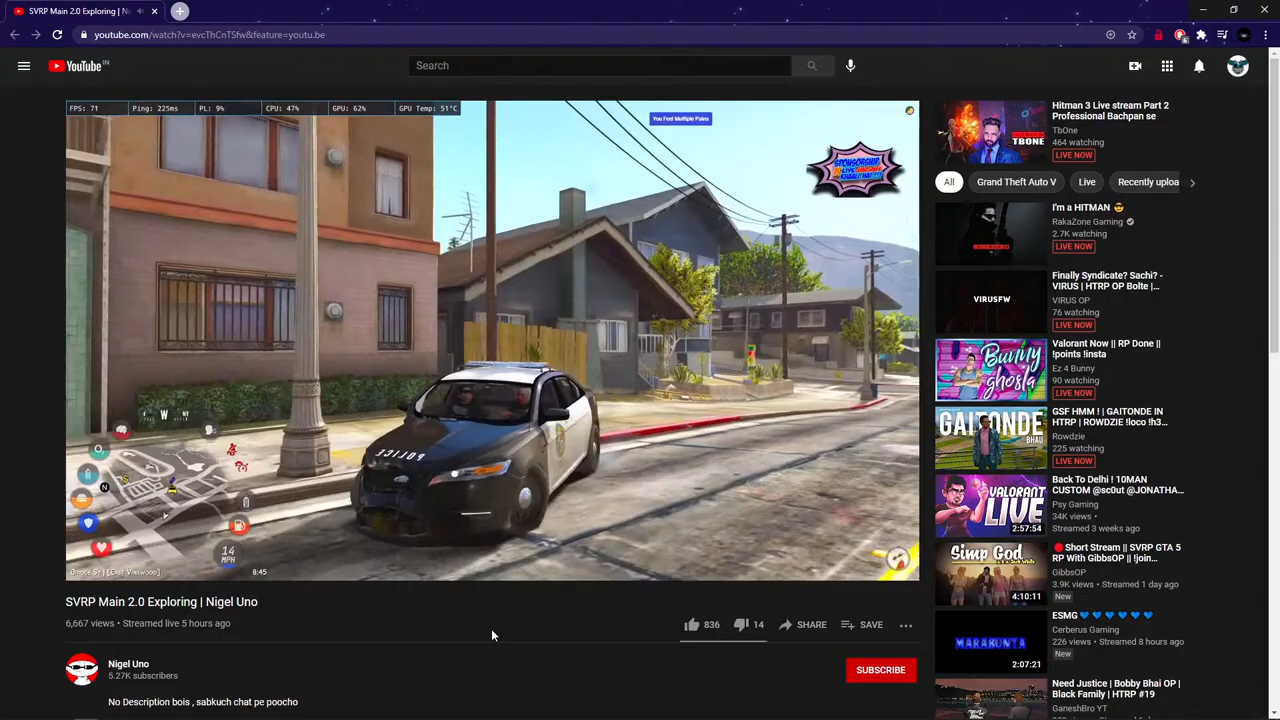 SVRP Main 2.0 Exploring | Ni
youtube.com/watch?v=evcThCnTSfw&feature=youtu.be
YouTube IN
Search
FPS: 71 Ping: 225ms PL: 9% CPU: 47% GPU: 62% GPU Temp: 51°C
You Feel Multiple Pains
SPONSORSHIP
W
N
POLICE
14
MPH
Bridge St | [East Vinewood]
8:45
SVRP Main 2.0 Exploring | Nigel Uno
6,667 views • Streamed live 5 hours ago
836
14
SHARE
SAVE
Nigel Uno
5.27K subscribers
SUBSCRIBE
No Description bois , sabkuch chat pe Poocho
TBONE
Hitman 3 Live stream Part 2
Professional Bachpan se
TbOne
464 watching
LIVE NOW
All
Grand Theft Auto V
Live
Recently uploa
I'm a HITMAN 😎
RakaZone Gaming
2.7K watching
LIVE NOW
VIRUSFW
Finally Syndicate? Sachi? -
VIRUS | HTRP OP Bolte |...
VIRUS OP
76 watching
LIVE NOW
Bunny
ghosla
Valorant Now || RP Done ||
!points !insta
Ez 4 Bunny
90 watching
LIVE NOW
GAITONDE
BHAU
GSF HMM ! | GAITONDE IN
HTRP | ROWDZIE !loco !h3...
Rowdzie
225 watching
LIVE NOW
VALORANT
LIVE
2:57:54
Back To Delhi ! 10MAN
CUSTOM @sc0ut @JONATHA...
Psy Gaming
34K views •
Streamed 3 weeks ago
Simp God
4:10:11
🔴Short Stream || SVRP GTA 5
RP With GibbsOP || !join...
GibbsOP
3.9K views • Streamed 1 day ago
New
MARAKUNTA
2:07:21
ESMG 💙💙💙💙💙💙
Cerberus Gaming
226 views • Streamed 8 hours ago
New
Need Justice | Bobby Bhai OP |
Black Family | HTRP #19
GaneshBro YT